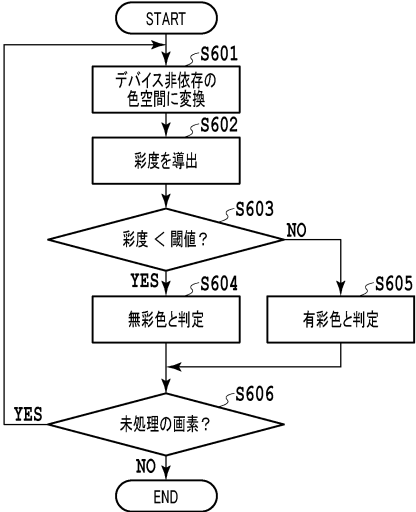 START
S601
デバイス非依存の
色空間に変換
S602
彩度を導出
S603
彩度 < 閾値？
NO
YES
S604
無彩色と判定
S605
有彩色と判定
S606
未処理の画素？
YES
NO
END